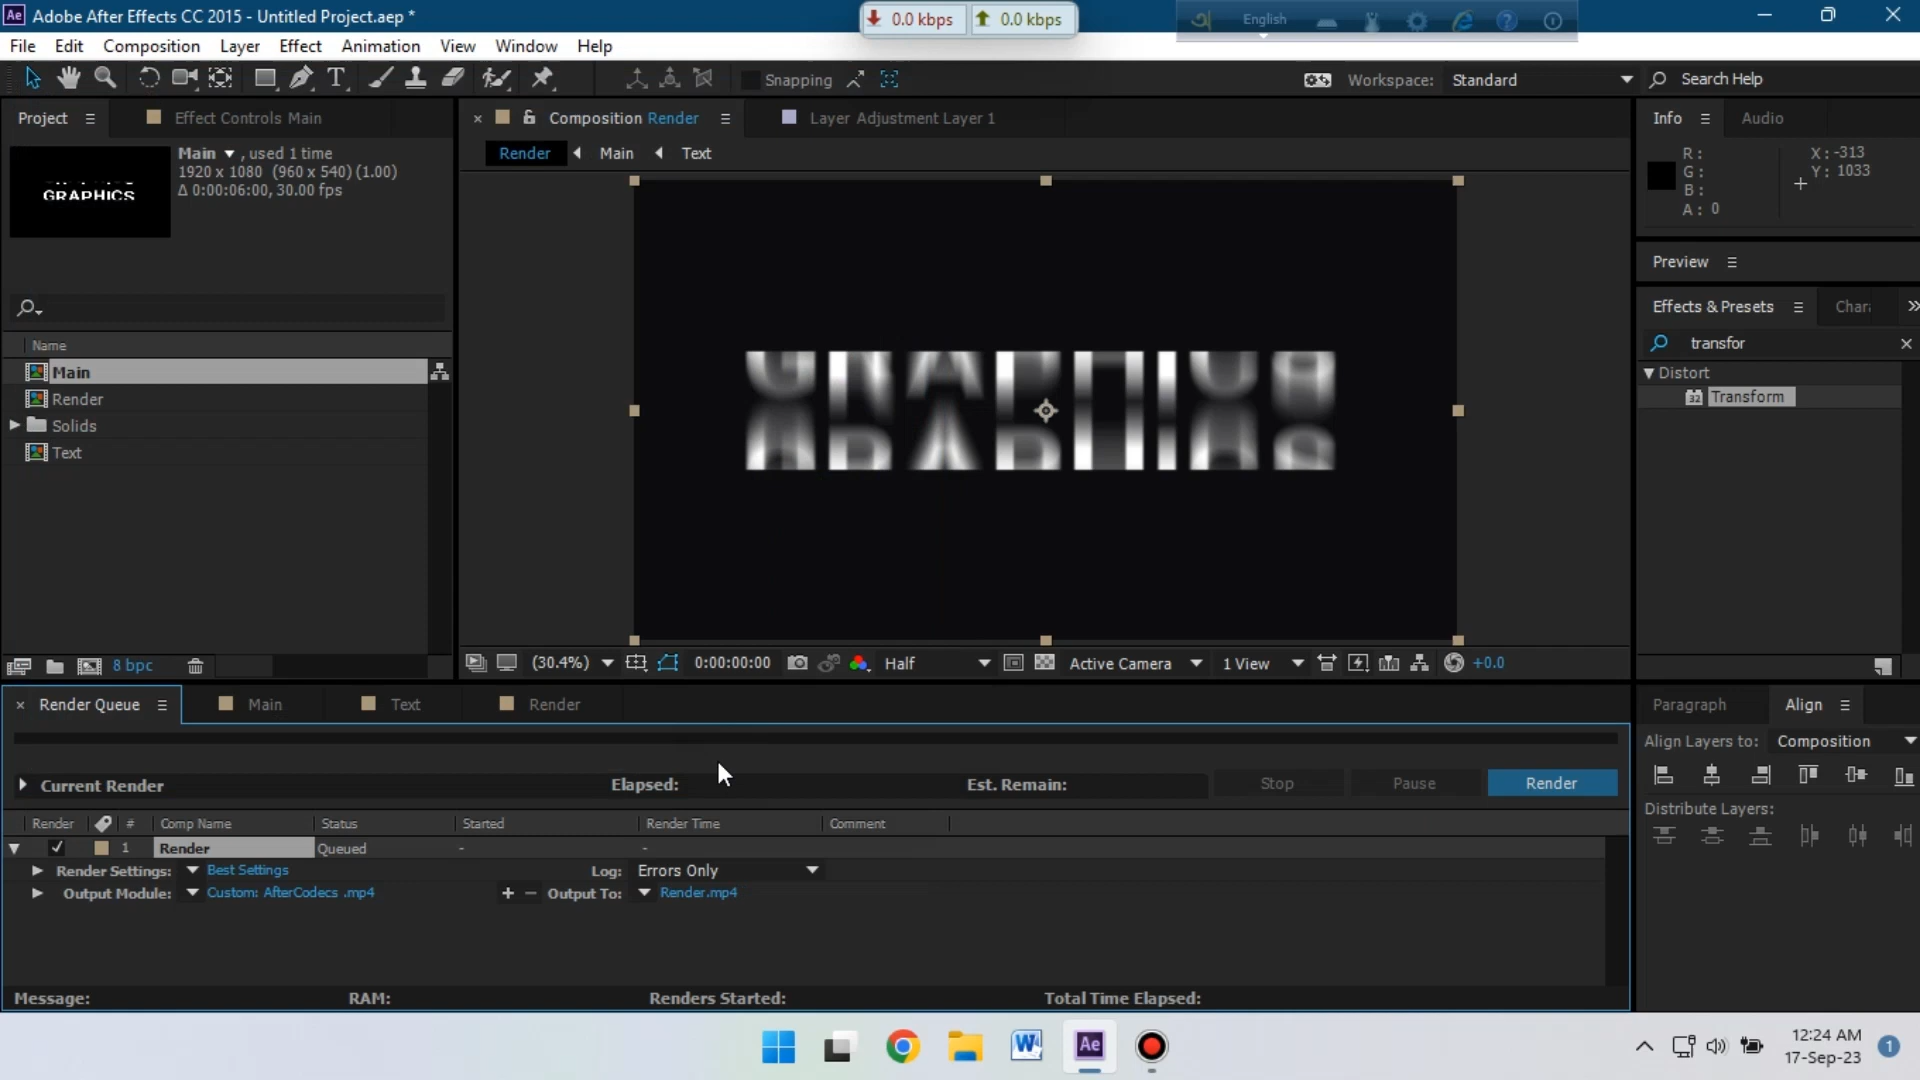 Ae Adobe After Effects CC 2015 - Untitled Project.aep *
0.0 kbps 0.0 kbps
English
File Edit Composition Layer Effect Animation View Window Help
Snapping
Workspace: Standard
Search Help
Project Effect Controls Main
Main , used 1 time
1920 x 1080 (960 x 540) (1.00)
Δ 0:00:06:00, 30.00 fps
GRAPHICS
Name
Main
Render
Solids
Text
8 bpc
Composition Render
Layer Adjustment Layer 1
Render Main Text
GRAPHICS
(30.4%) 0:00:00:00 Half Active Camera 1 View +0.0
Info Audio
R: X: -313
G: Y: 1033
B:
A: 0
Preview
Effects & Presets
transfor
Distort
32 Transform
Render Queue Main Text Render
Current Render Elapsed: Est. Remain: Stop Pause Render
Render # Comp Name Status Started Render Time Comment
1 Render Queued - -
Render Settings: Best Settings Log: Errors Only
Output Module: Custom: AfterCodecs .mp4 + − Output To: Render.mp4
Message: RAM: Renders Started: Total Time Elapsed:
Paragraph Align
Align Layers to: Composition
Distribute Layers:
W Ae
12:24 AM
17-Sep-23
1